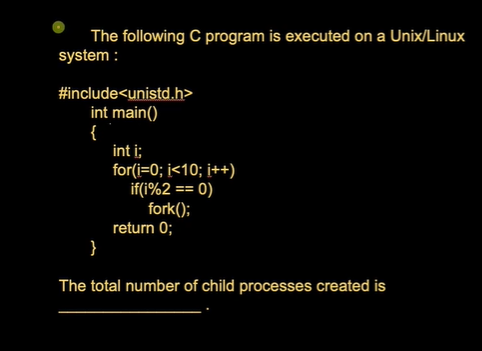 The following C program is executed on a Unix/Linux
system :
#include<unistd.h>
int main()
{
int i;
for(i=0; i<10; i++)
if(i%2 == 0)
fork();
return 0;
}
The total number of child processes created is
________________ .